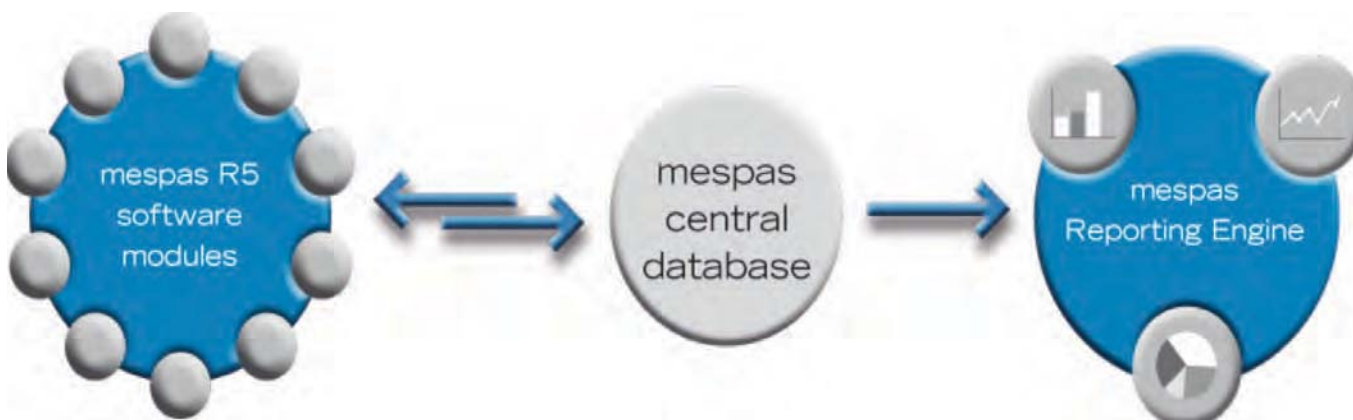 mespas R5
software
modules
mespas
central
database
mespas
Reporting Engine